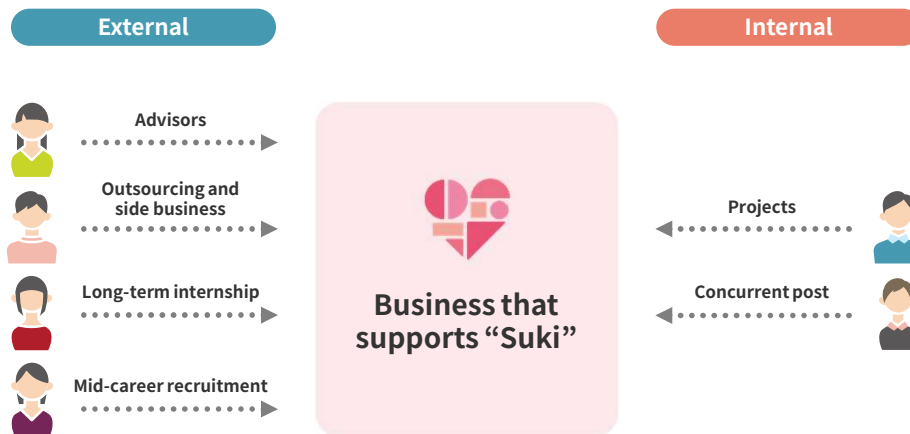 External
Internal
Advisors
Outsourcing and
side business
Long-term internship
Mid-career recruitment
Business that
supports “Suki”
Projects
Concurrent post